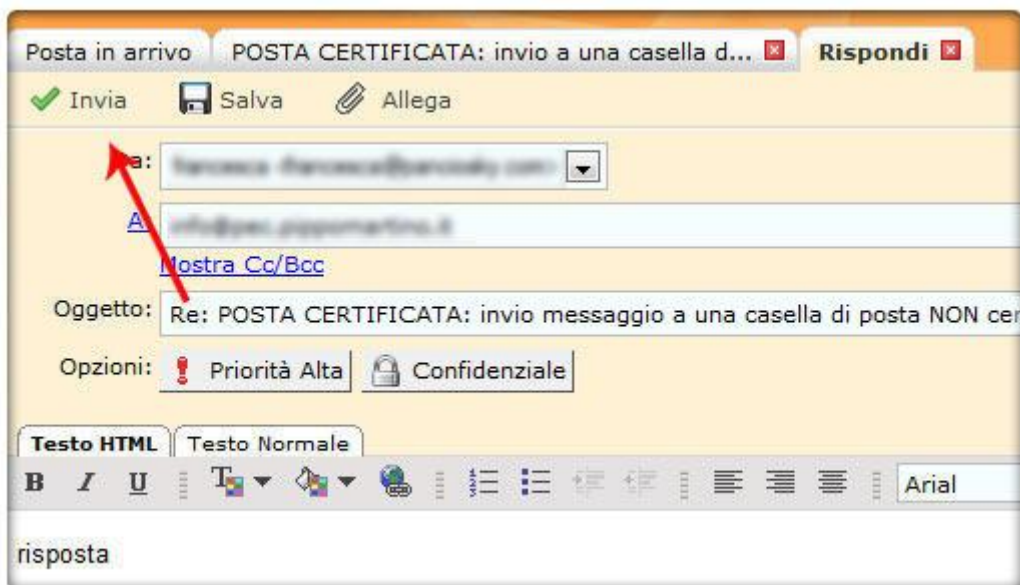 Posta in arrivo POSTA CERTIFICATA: invio a una casella d... Rispondi
Invia Salva Allega
a:
A
Mostra Cc/Bcc
Oggetto: Re: POSTA CERTIFICATA: invio messaggio a una casella di posta NON cer
Opzioni: Priorità Alta Confidenziale
Testo HTML Testo Normale
B I U Arial
risposta